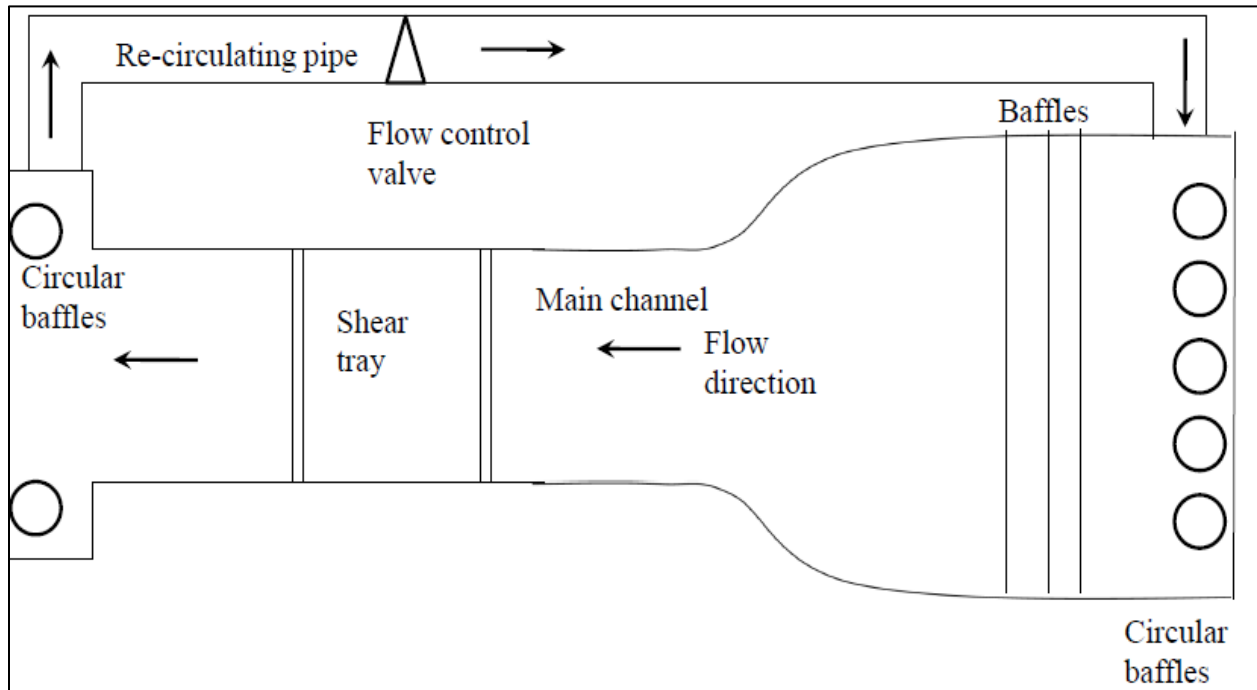 Re-circulating pipe
Flow control
valve
Baffles
Circular
baffles
Shear
tray
Main channel
Flow
direction
Circular
baffles